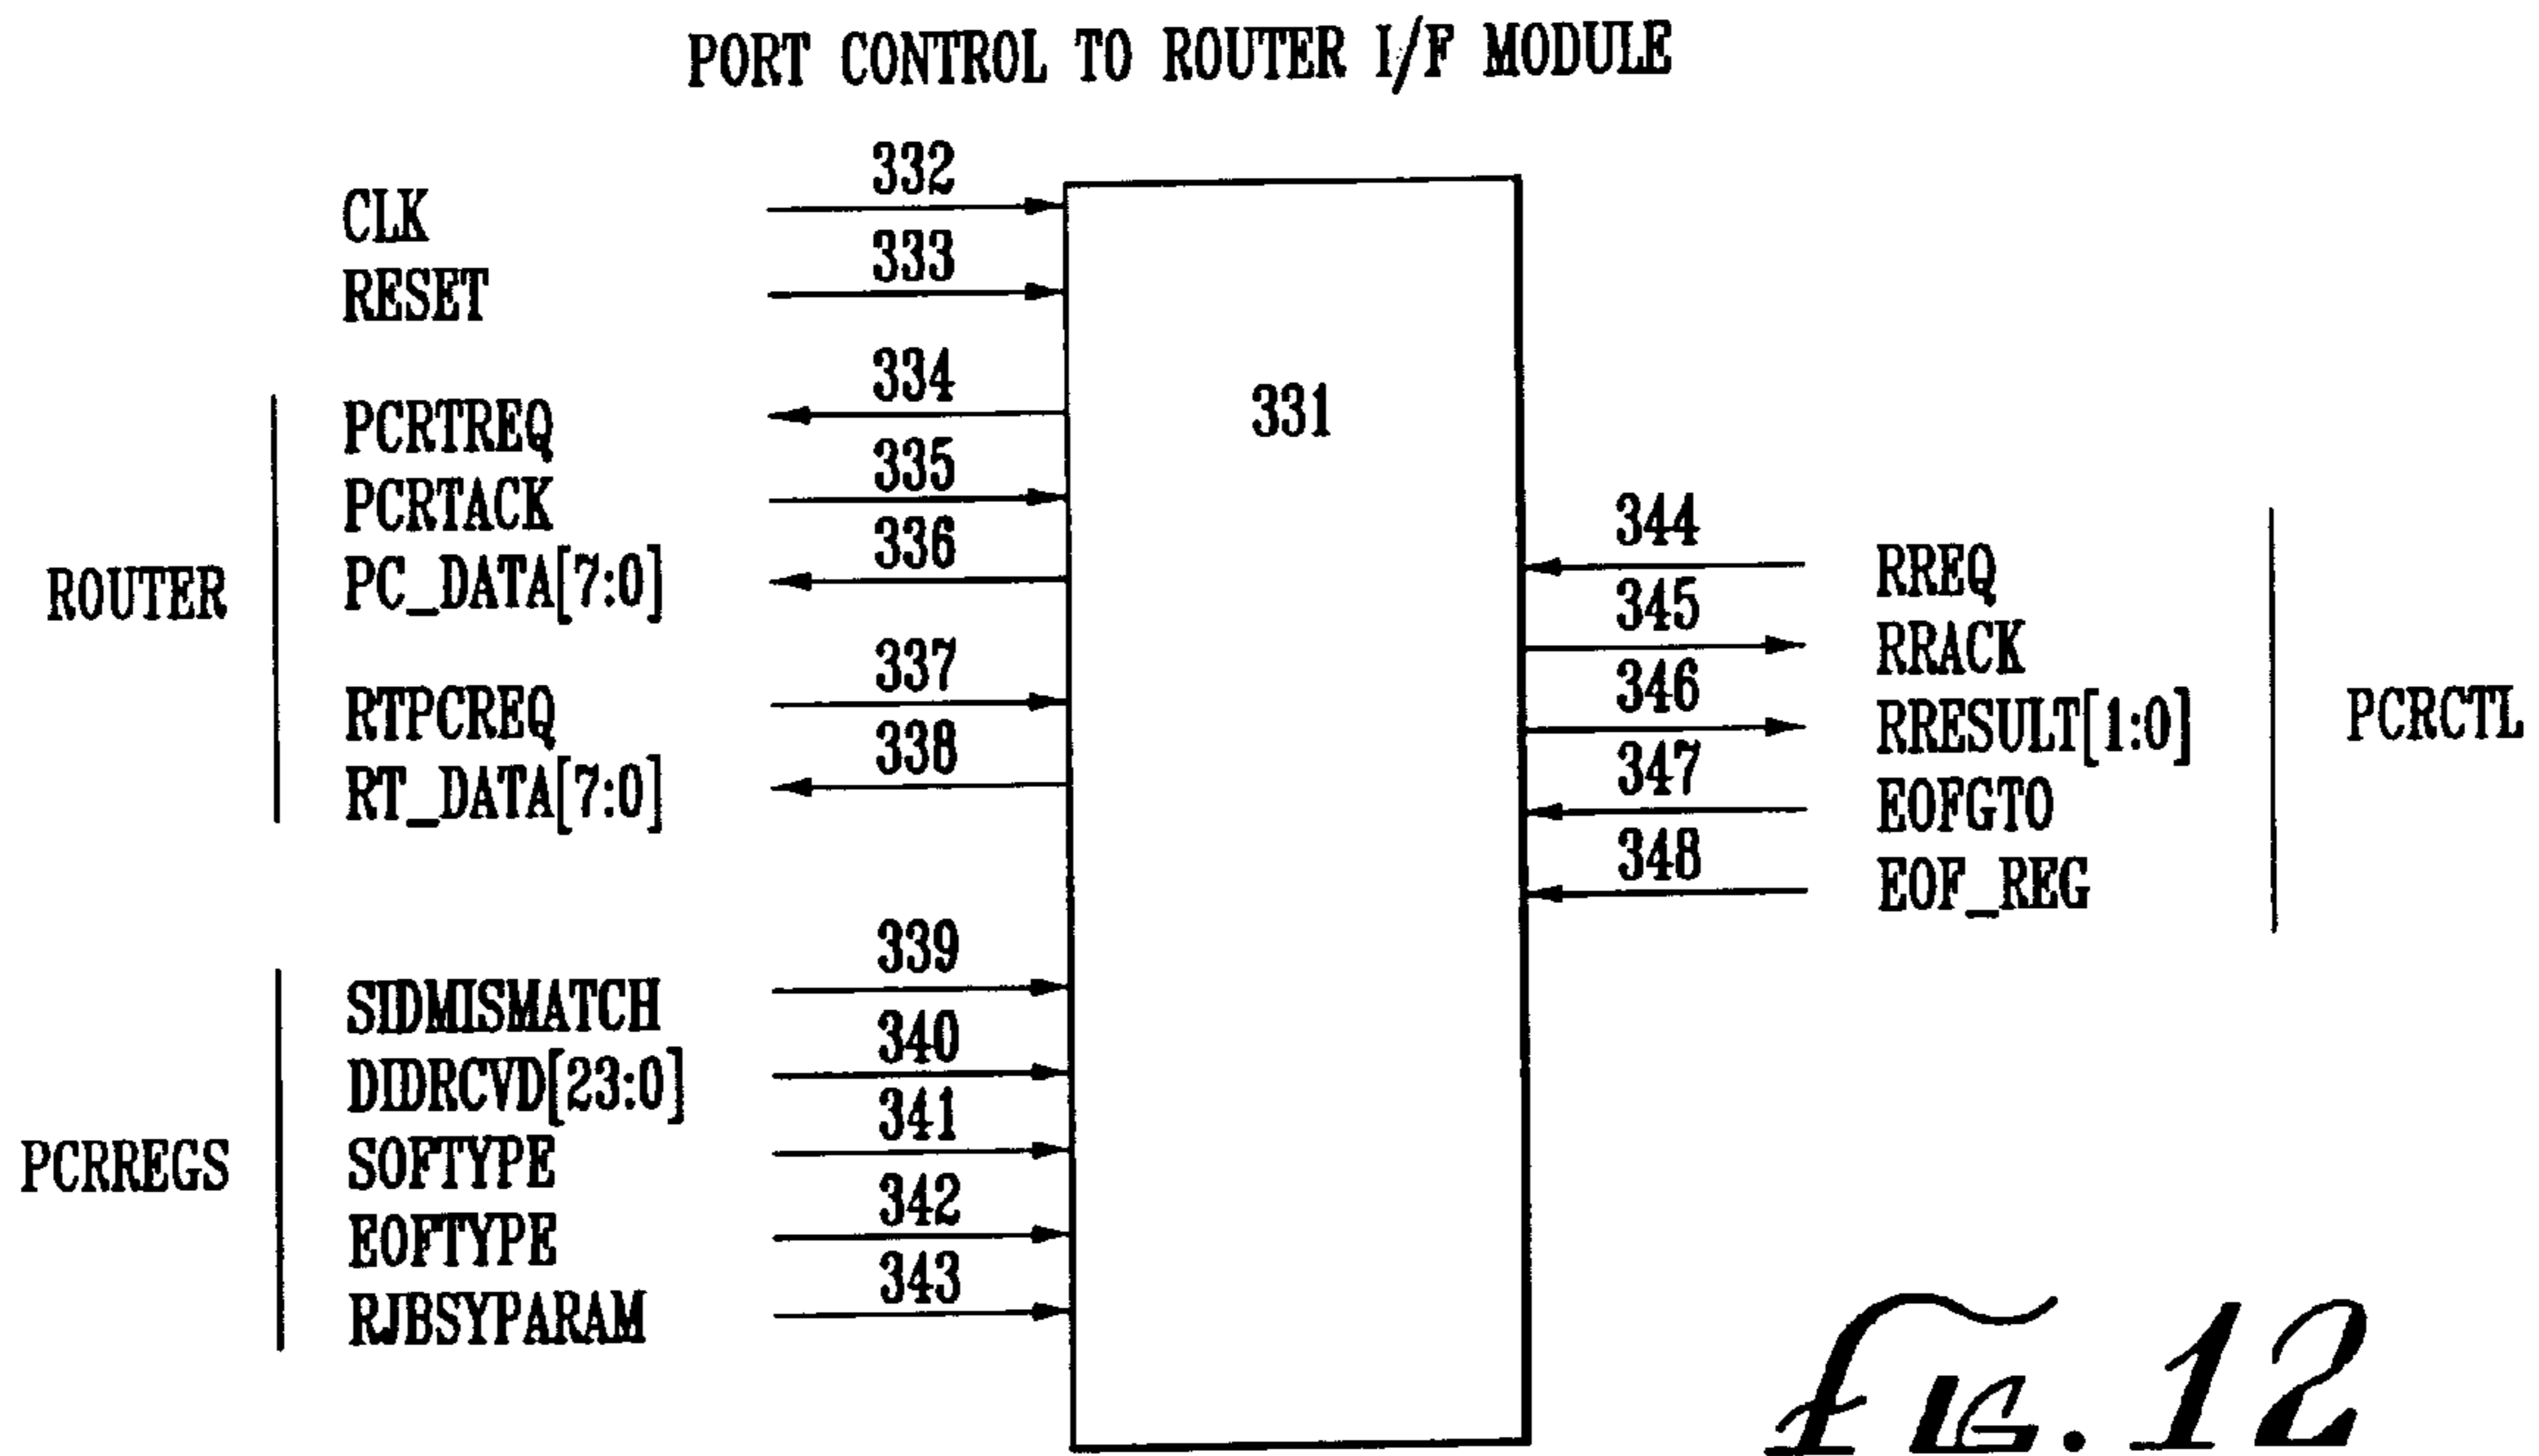 PORT CONTROL TO ROUTER I/F MODULE
CLK 332
RESET 333
331
ROUTER
PCRTREQ 334
PCRTACK 335
PC_DATA[7:0] 336
RTPCREQ 337
RT_DATA[7:0] 338
PCRREGS
SIDMISMATCH 339
DIDRCVD[23:0] 340
SOFTYPE 341
EOFTYPE 342
RJBSYPARAM 343
344 RREQ
345 RRACK
346 RRESULT[1:0]
347 EOFGTO
348 EOF_REG
PCRCTL
FIG. 12